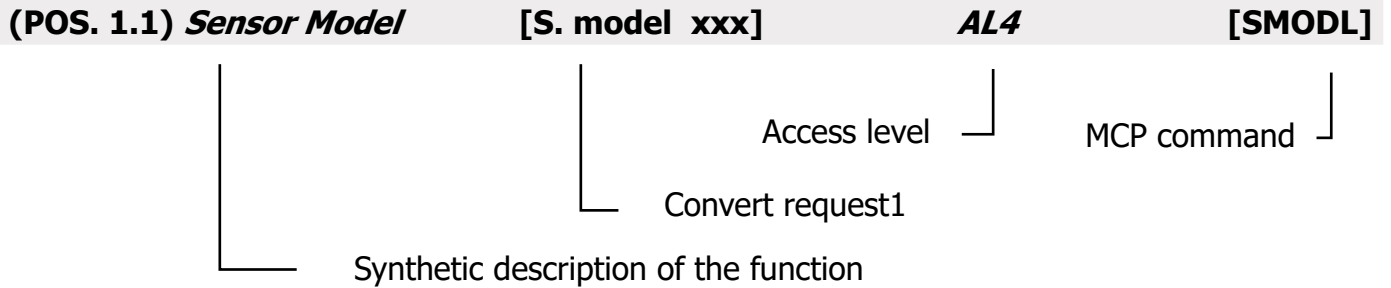 (POS. 1.1) Sensor Model [S. model xxx] AL4 [SMODL]
Access level MCP command
Convert request1
Synthetic description of the function